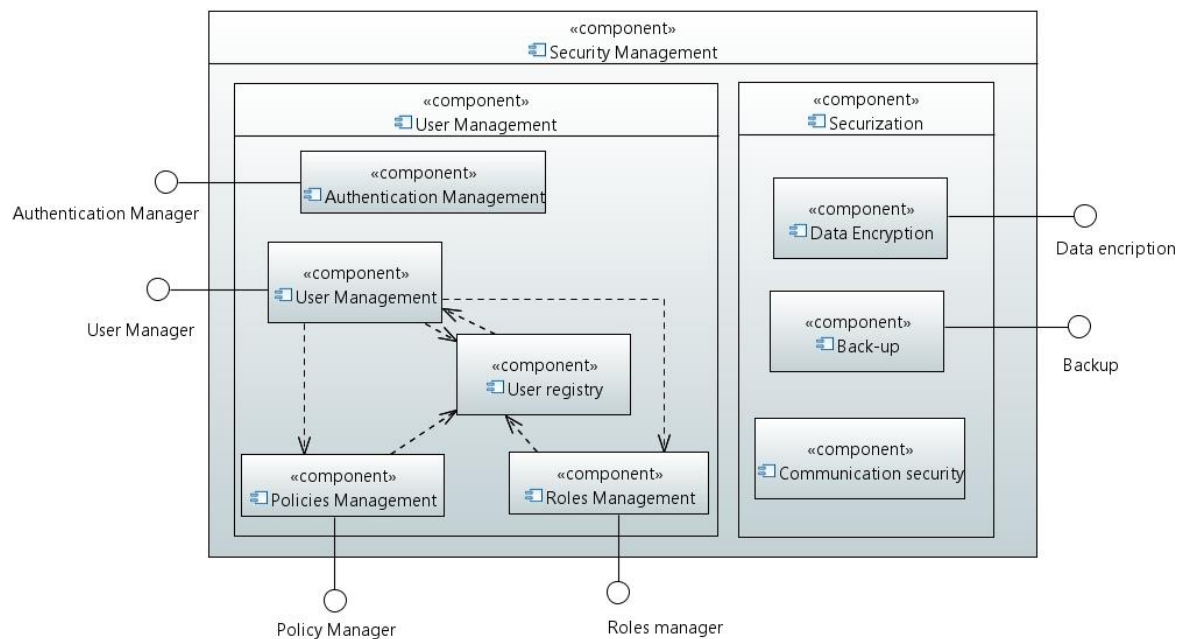 «component»
Security Management
«component»
User Management
«component»
Securization
«component»
Authentication Management
Authentication Manager
«component»
Data Encryption
Data encription
«component»
User Management
User Manager
«component»
Back-up
Backup
«component»
User registry
«component»
Communication security
«component»
Policies Management
«component»
Roles Management
Policy Manager
Roles manager